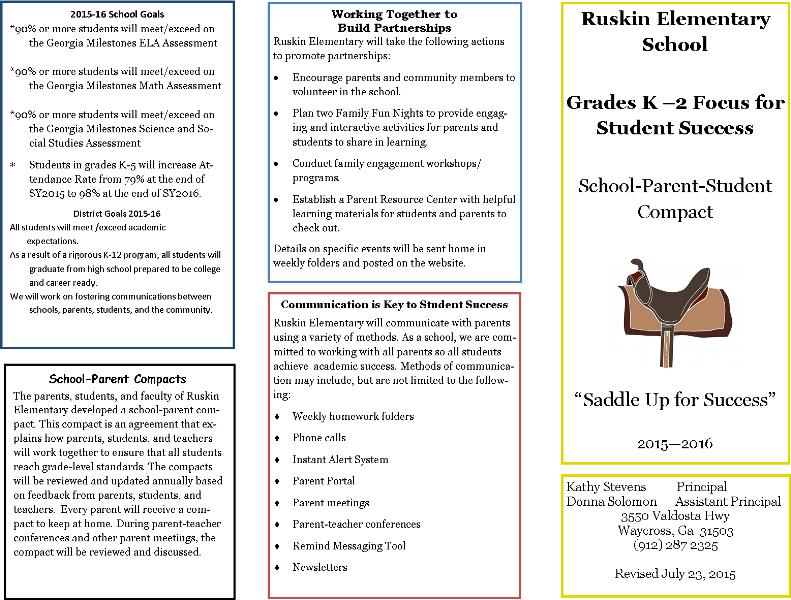 2015-16 School Goals
*90% or more students will meet/exceed on
the Georgia Milestones ELA Assessment
*90% or more students will meet/exceed on
the Georgia Milestones Math Assessment
*90% or more students will meet/exceed on
the Georgia Milestones Science and So-
cial Studies Assessment
* Students in grades K-5 will increase At-
tendance Rate from 79% at the end of
SY2015 to 98% at the end of SY2016.
District Goals 2015-16
All students will meet /exceed academic
expectations.
As a result of a rigorous K-12 program, all students will
graduate from high school prepared to be college
and career ready.
We will work on fostering communications between
schools, parents, students, and the community.
School-Parent Compacts
The parents, students, and faculty of Ruskin
Elementary developed a school-parent com-
pact. This compact is an agreement that ex-
plains how parents, students, and teachers
will work together to ensure that all students
reach grade-level standards. The compacts
will be reviewed and updated annually based
on feedback from parents, students, and
teachers. Every parent will receive a com-
pact to keep at home. During parent-teacher
conferences and other parent meetings, the
compact will be reviewed and discussed.
Working Together to
Build Partnerships
Ruskin Elementary will take the following actions
to promote partnerships:
• Encourage parents and community members to
volunteer in the school.
• Plan two Family Fun Nights to provide engag-
ing and interactive activities for parents and
students to share in learning.
• Conduct family engagement workshops/
programs.
• Establish a Parent Resource Center with helpful
learning materials for students and parents to
check out.
Details on specific events will be sent home in
weekly folders and posted on the website.
Communication is Key to Student Success
Ruskin Elementary will communicate with parents
using a variety of methods. As a school, we are com-
mitted to working with all parents so all students
achieve academic success. Methods of communica-
tion may include, but are not limited to the follow-
ing:
♦ Weekly homework folders
♦ Phone calls
♦ Instant Alert System
♦ Parent Portal
♦ Parent meetings
♦ Parent-teacher conferences
♦ Remind Messaging Tool
♦ Newsletters
Ruskin Elementary
School
Grades K –2 Focus for
Student Success
School-Parent-Student
Compact
“Saddle Up for Success”
2015—2016
Kathy Stevens Principal
Donna Solomon Assistant Principal
3550 Valdosta Hwy
Waycross, Ga 31503
(912) 287 2325
Revised July 23, 2015